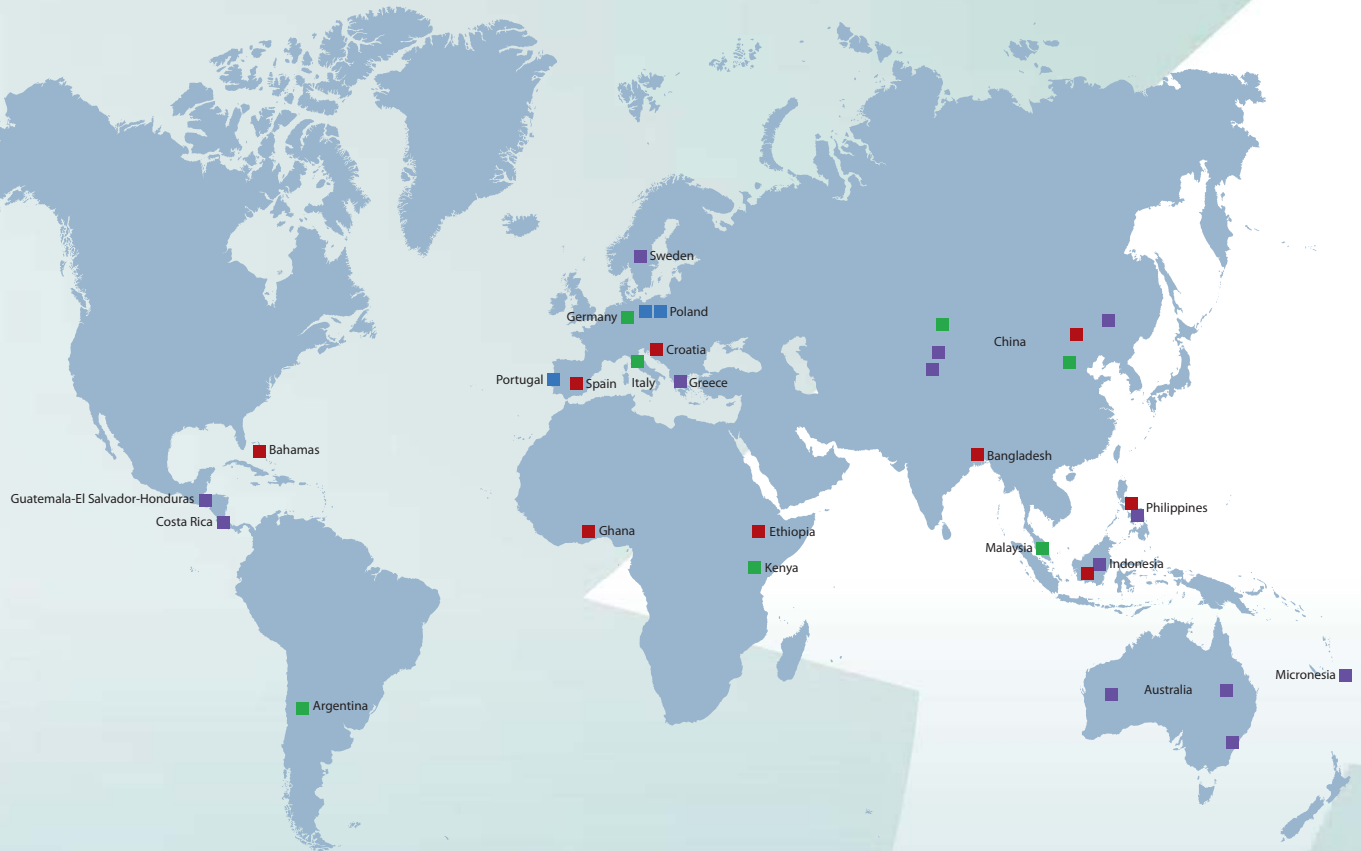 Sweden
Germany
Poland
Croatia
Portugal
Spain
Italy
Greece
China
Bahamas
Bangladesh
Guatemala-El Salvador-Honduras
Costa Rica
Philippines
Ghana
Ethiopia
Malaysia
Indonesia
Kenya
Micronesia
Australia
Argentina